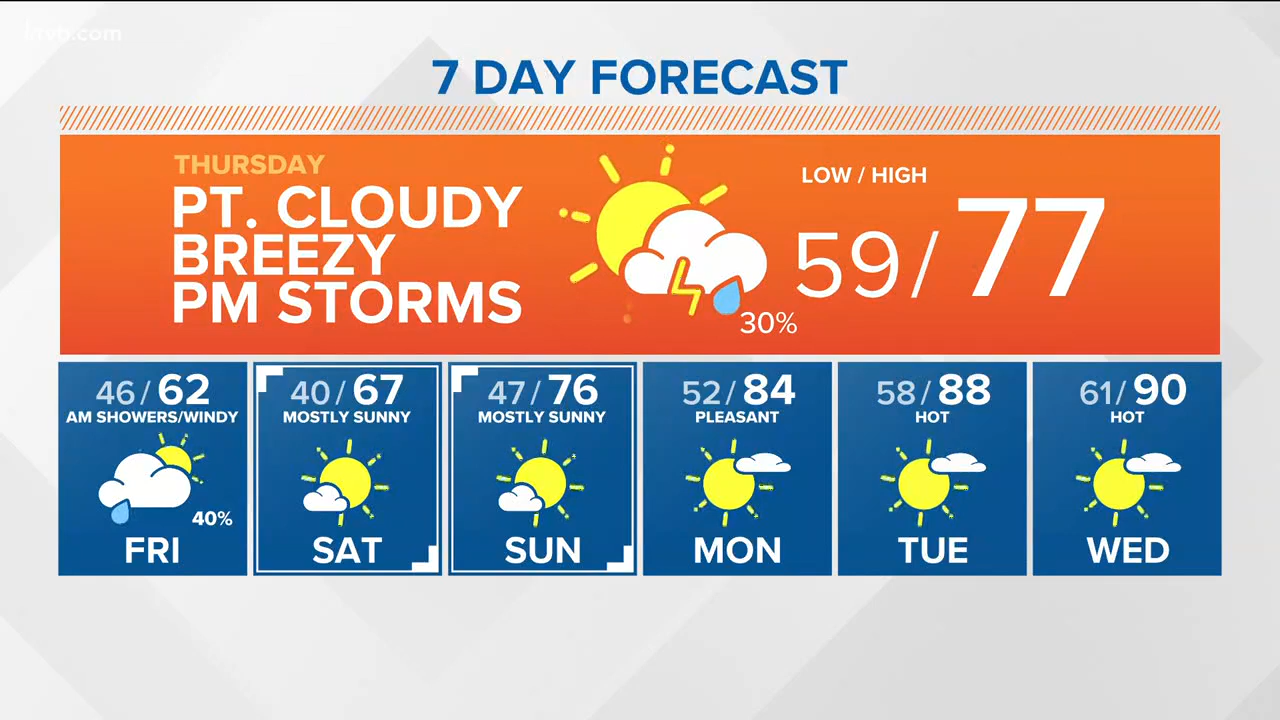 ktvb.com
7 DAY FORECAST
THURSDAY
PT. CLOUDY
BREEZY
PM STORMS
LOW / HIGH
59/77
30%
46/62
AM SHOWERS/WINDY
40%
FRI
40/67
MOSTLY SUNNY
SAT
47/76
MOSTLY SUNNY
SUN
52/84
PLEASANT
MON
58/88
HOT
TUE
61/90
HOT
WED